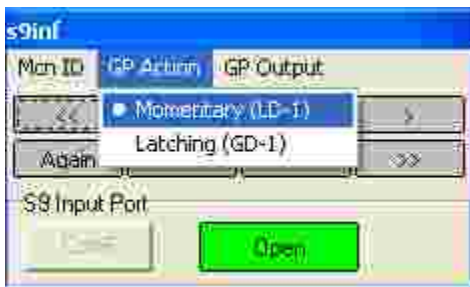 s9inf
Mcn ID GP Action GP Output
<< Momentary (LD-1) >
Latching (GD-1)
Again >>
S9 Input Port
Open